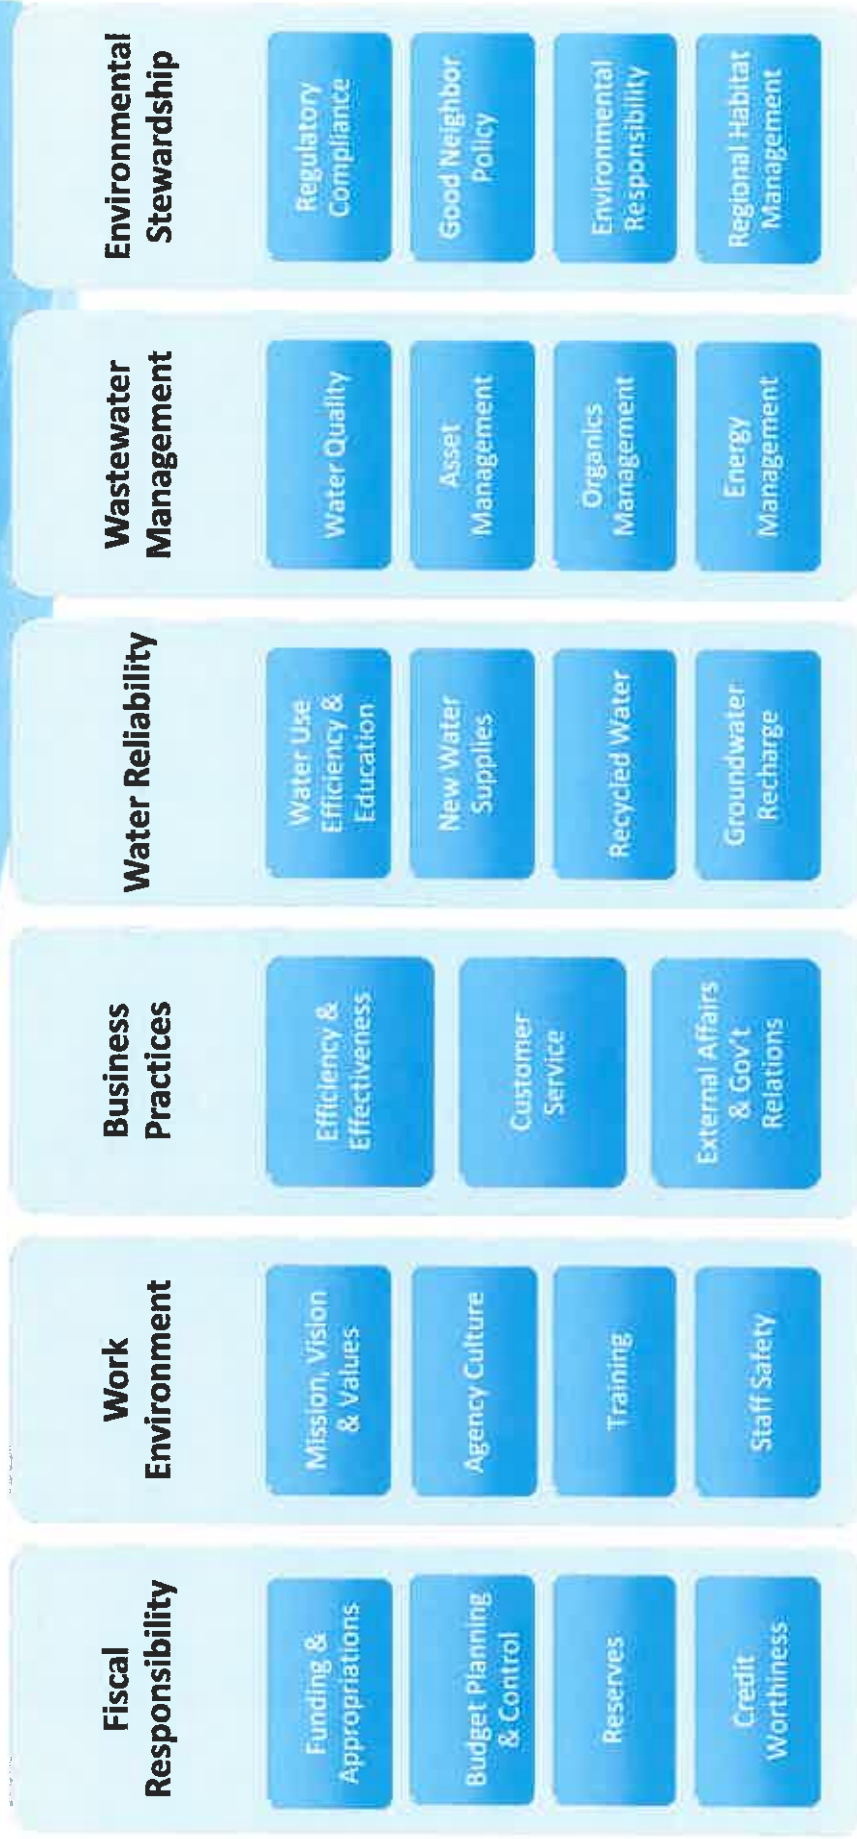 Fiscal
Responsibility
Funding &
Appropriations
Budget Planning
& Control
Reserves
Credit
Worthiness
Work
Environment
Mission, Vision
& Values
Agency Culture
Training
Staff Safety
Business
Practices
Efficiency &
Effectiveness
Customer
Service
External Affairs
& Gov't
Relations
Water Reliability
Water Use
Efficiency &
Education
New Water
Supplies
Recycled Water
Groundwater
Recharge
Wastewater
Management
Water Quality
Asset
Management
Organics
Management
Energy
Management
Environmental
Stewardship
Regulatory
Compliance
Good Neighbor
Policy
Environmental
Responsibility
Regional Habitat
Management